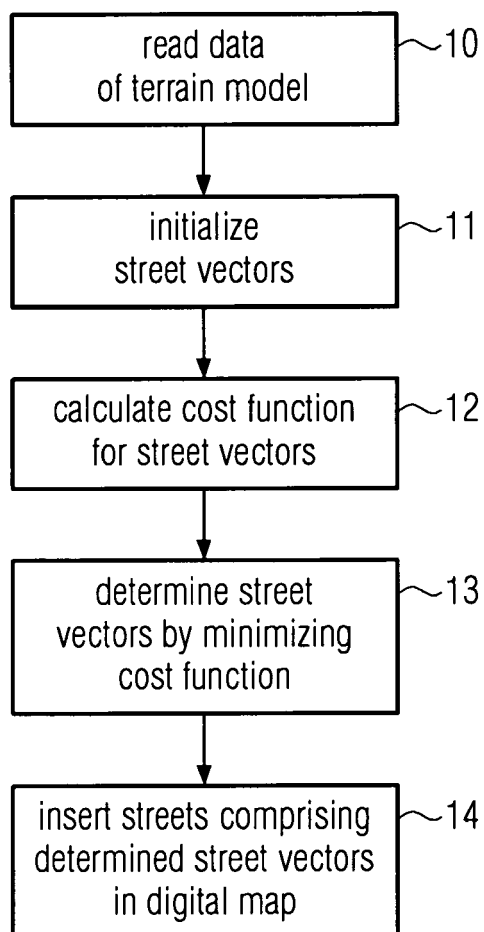 read data
of terrain model
10
initialize
street vectors
11
calculate cost function
for street vectors
12
determine street
vectors by minimizing
cost function
13
insert streets comprising
determined street vectors
in digital map
14